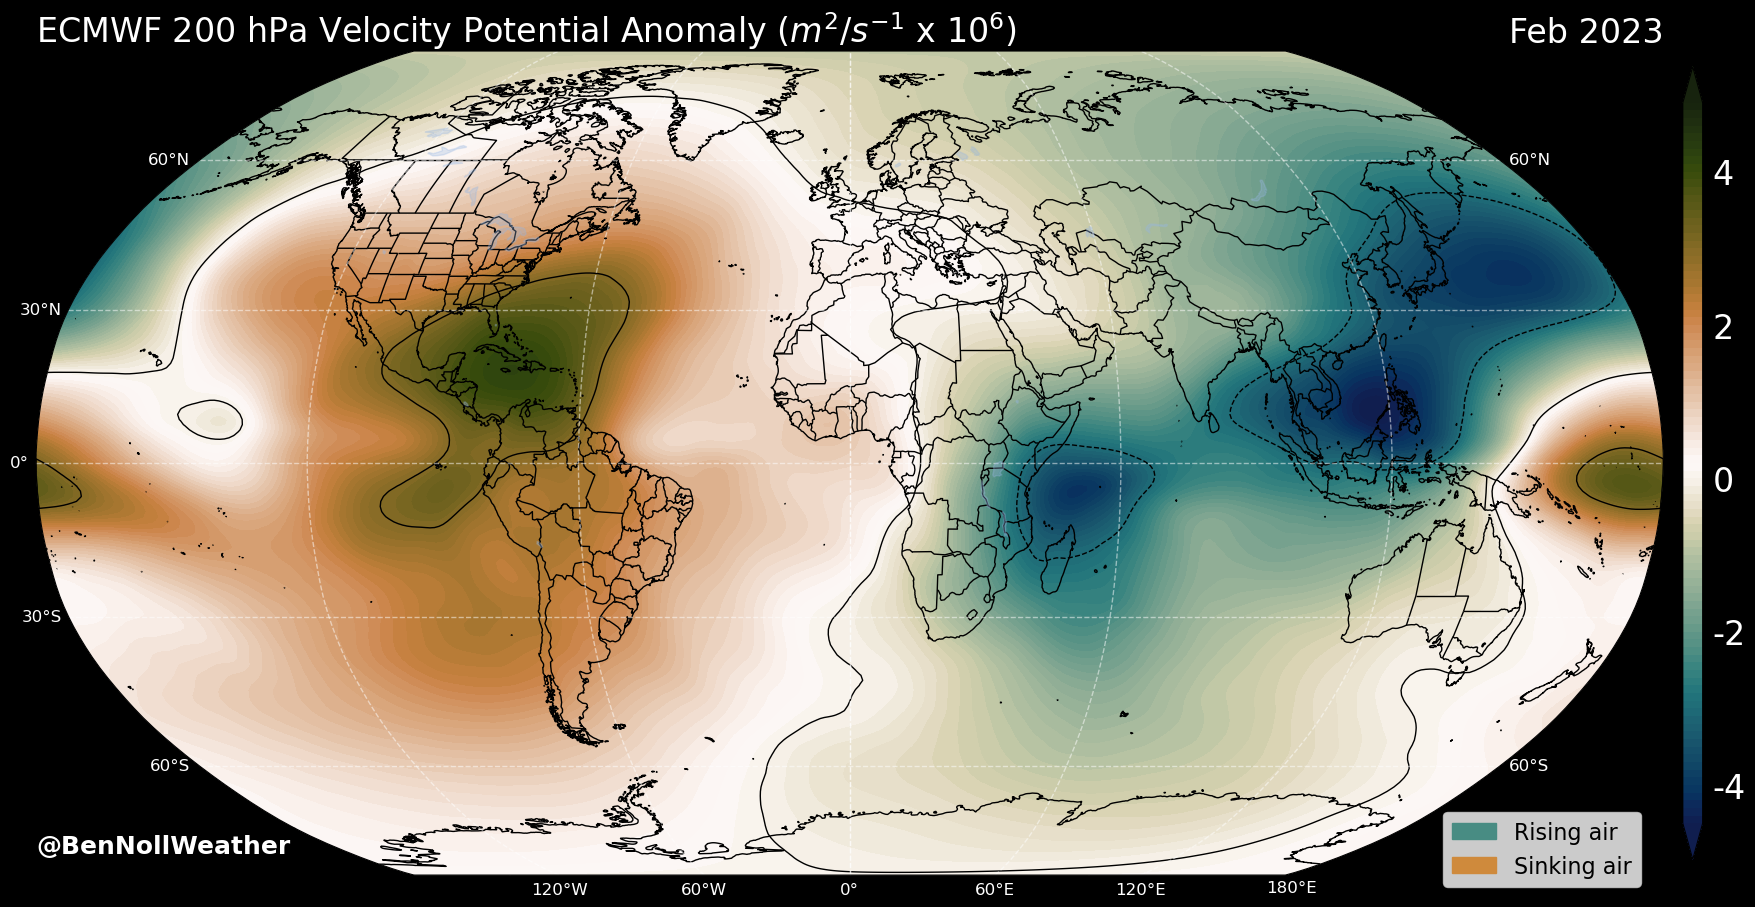 ECMWF 200 hPa Velocity Potential Anomaly (m²/s⁻¹ x 10⁶)
Feb 2023
60°N
60°N
4
30°N
2
0°
0
30°S
-2
60°S
60°S
-4
@BenNollWeather
Rising air
Sinking air
120°W 60°W 0° 60°E 120°E 180°E